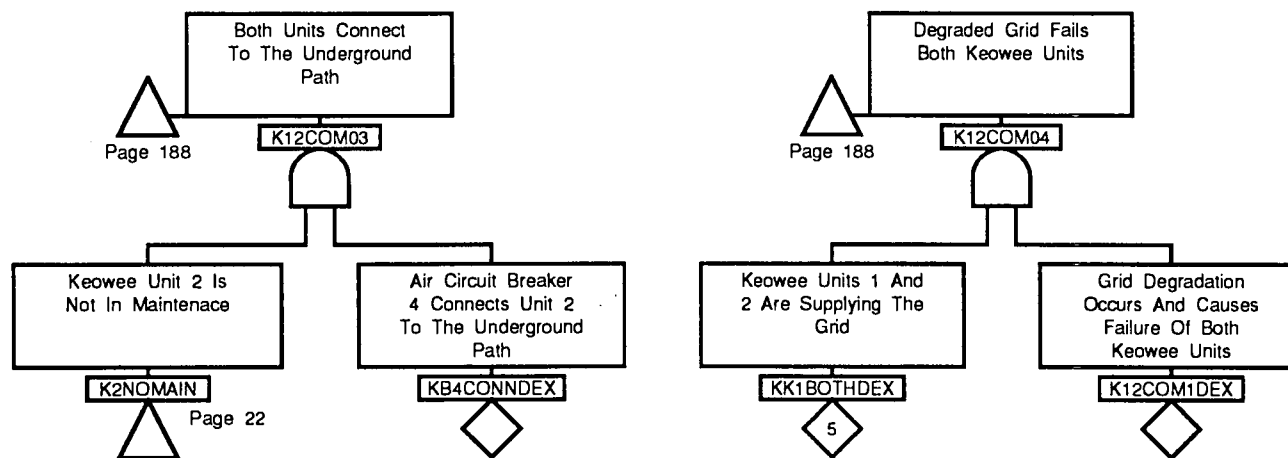 Both Units Connect
To The Underground
Path
Page 188
K12COM03
Keowee Unit 2 Is
Not In Maintenace
K2NOMAIN
Page 22
Air Circuit Breaker
4 Connects Unit 2
To The Underground
Path
KB4CONNDEX
Degraded Grid Fails
Both Keowee Units
Page 188
K12COM04
Keowee Units 1 And
2 Are Supplying The
Grid
KK1BOTHDEX
5
Grid Degradation
Occurs And Causes
Failure Of Both
Keowee Units
K12COM1DEX